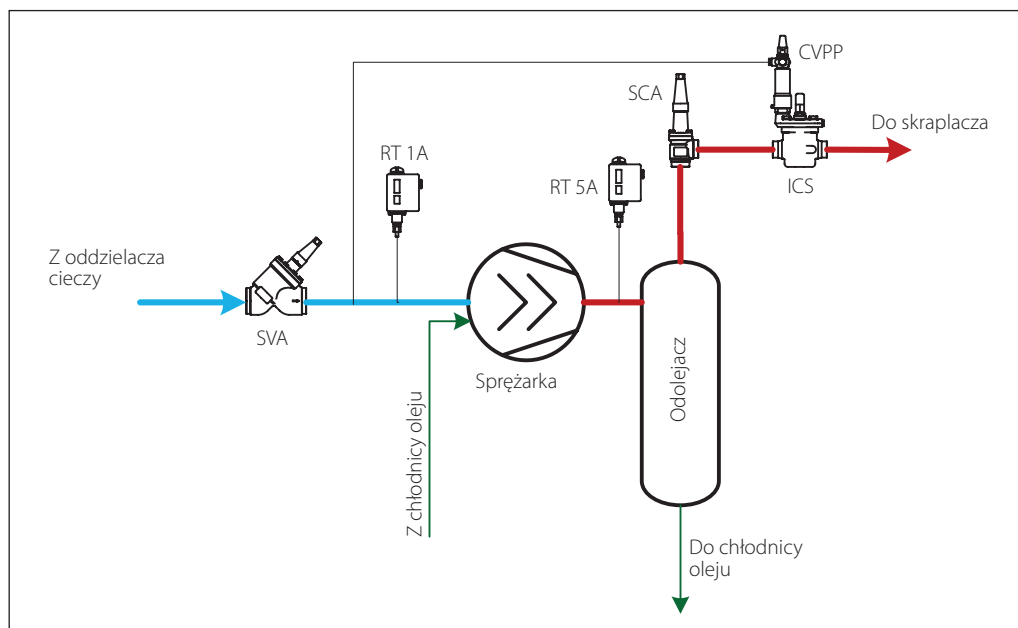 CVPP
SCA
Do skraplacza
RT 1A
RT 5A
ICS
Z oddzielacza
cieczy
SVA
Sprężarka
Odolejacz
Z chłodnicy oleju
Do chłodnicy
oleju